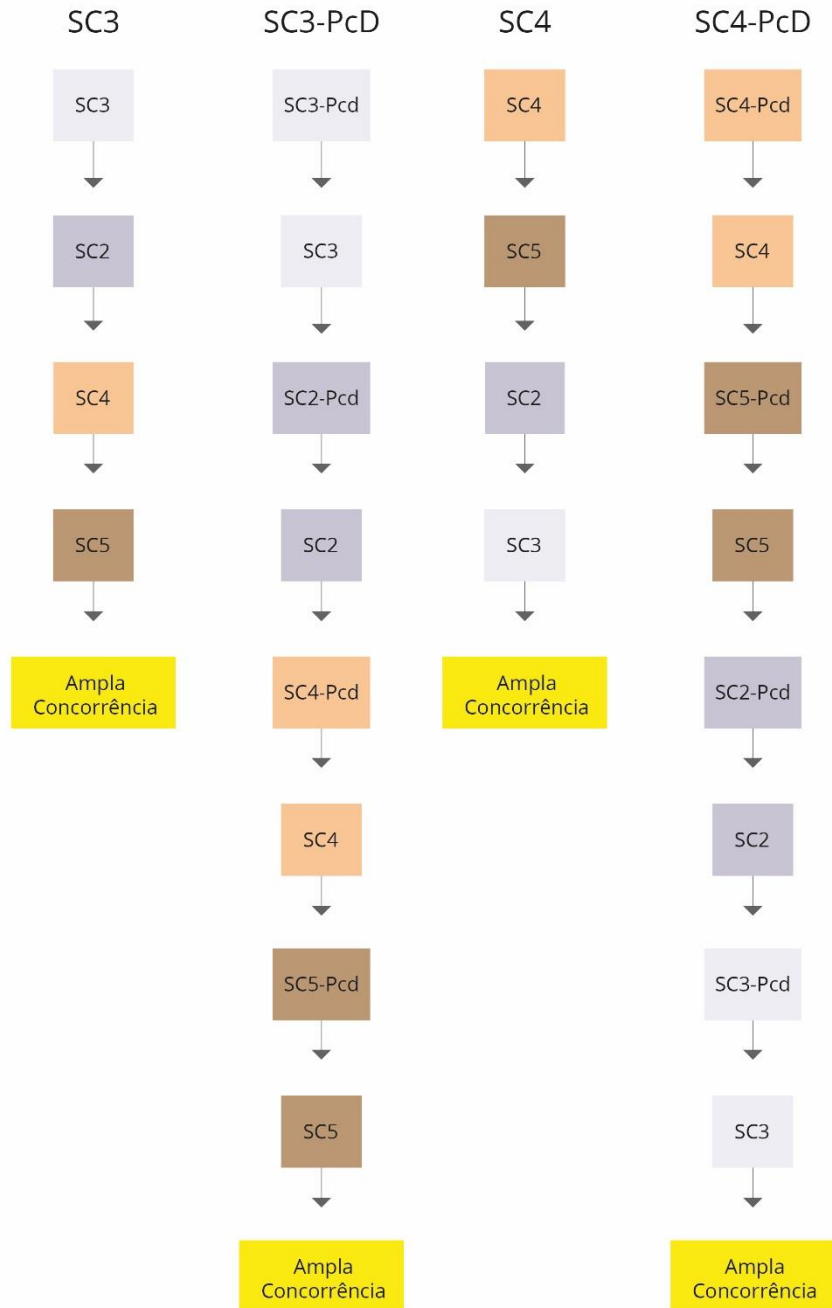 SC3
SC3
SC2
SC4
SC5
Ampla
Concorrência
SC3-PcD
SC3-Pcd
SC3
SC2-Pcd
SC2
SC4-Pcd
SC4
SC5-Pcd
SC5
Ampla
Concorrência
SC4
SC4
SC5
SC2
SC3
Ampla
Concorrência
SC4-PcD
SC4-Pcd
SC4
SC5-Pcd
SC5
SC2-Pcd
SC2
SC3-Pcd
SC3
Ampla
Concorrência